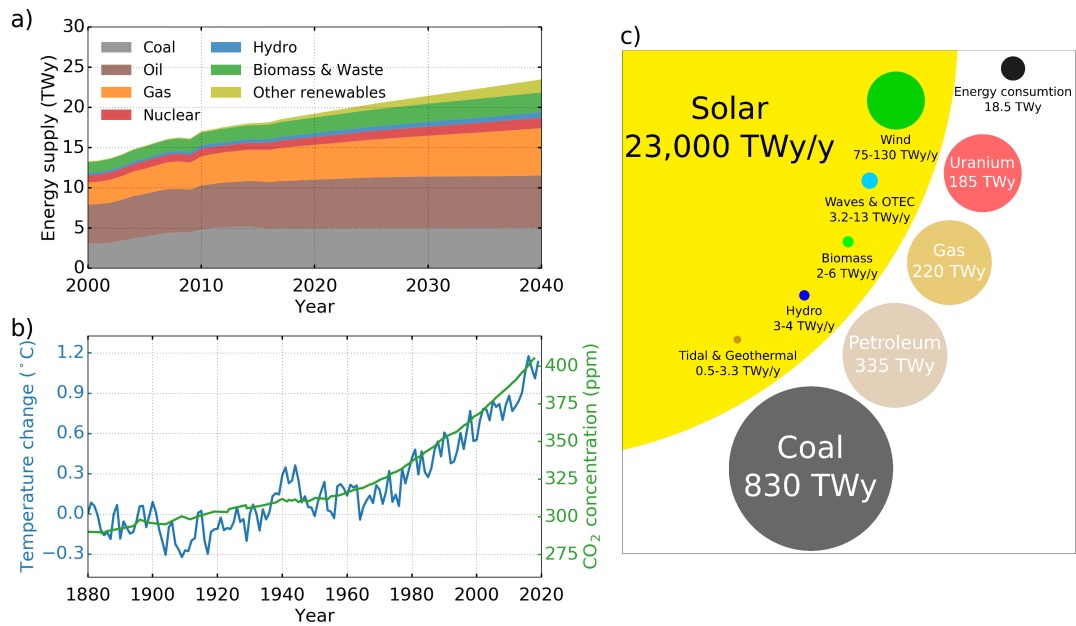 a)
30
25
20
15
10
5
0
Energy supply (TWy)
Coal
Oil
Gas
Nuclear
Hydro
Biomass & Waste
Other renewables
2000 2010 2020 2030 2040
Year
b)
1.2
0.9
0.6
0.3
0.0
−0.3
Temperature change (°C)
400
375
350
325
300
275
CO2 concentration (ppm)
1880 1900 1920 1940 1960 1980 2000 2020
Year
c)
Solar
23,000 TWy/y
Energy consumtion
18.5 TWy
Wind
75-130 TWy/y
Uranium
185 TWy
Waves & OTEC
3.2-13 TWy/y
Gas
220 TWy
Biomass
2-6 TWy/y
Hydro
3-4 TWy/y
Petroleum
335 TWy
Tidal & Geothermal
0.5-3.3 TWy/y
Coal
830 TWy